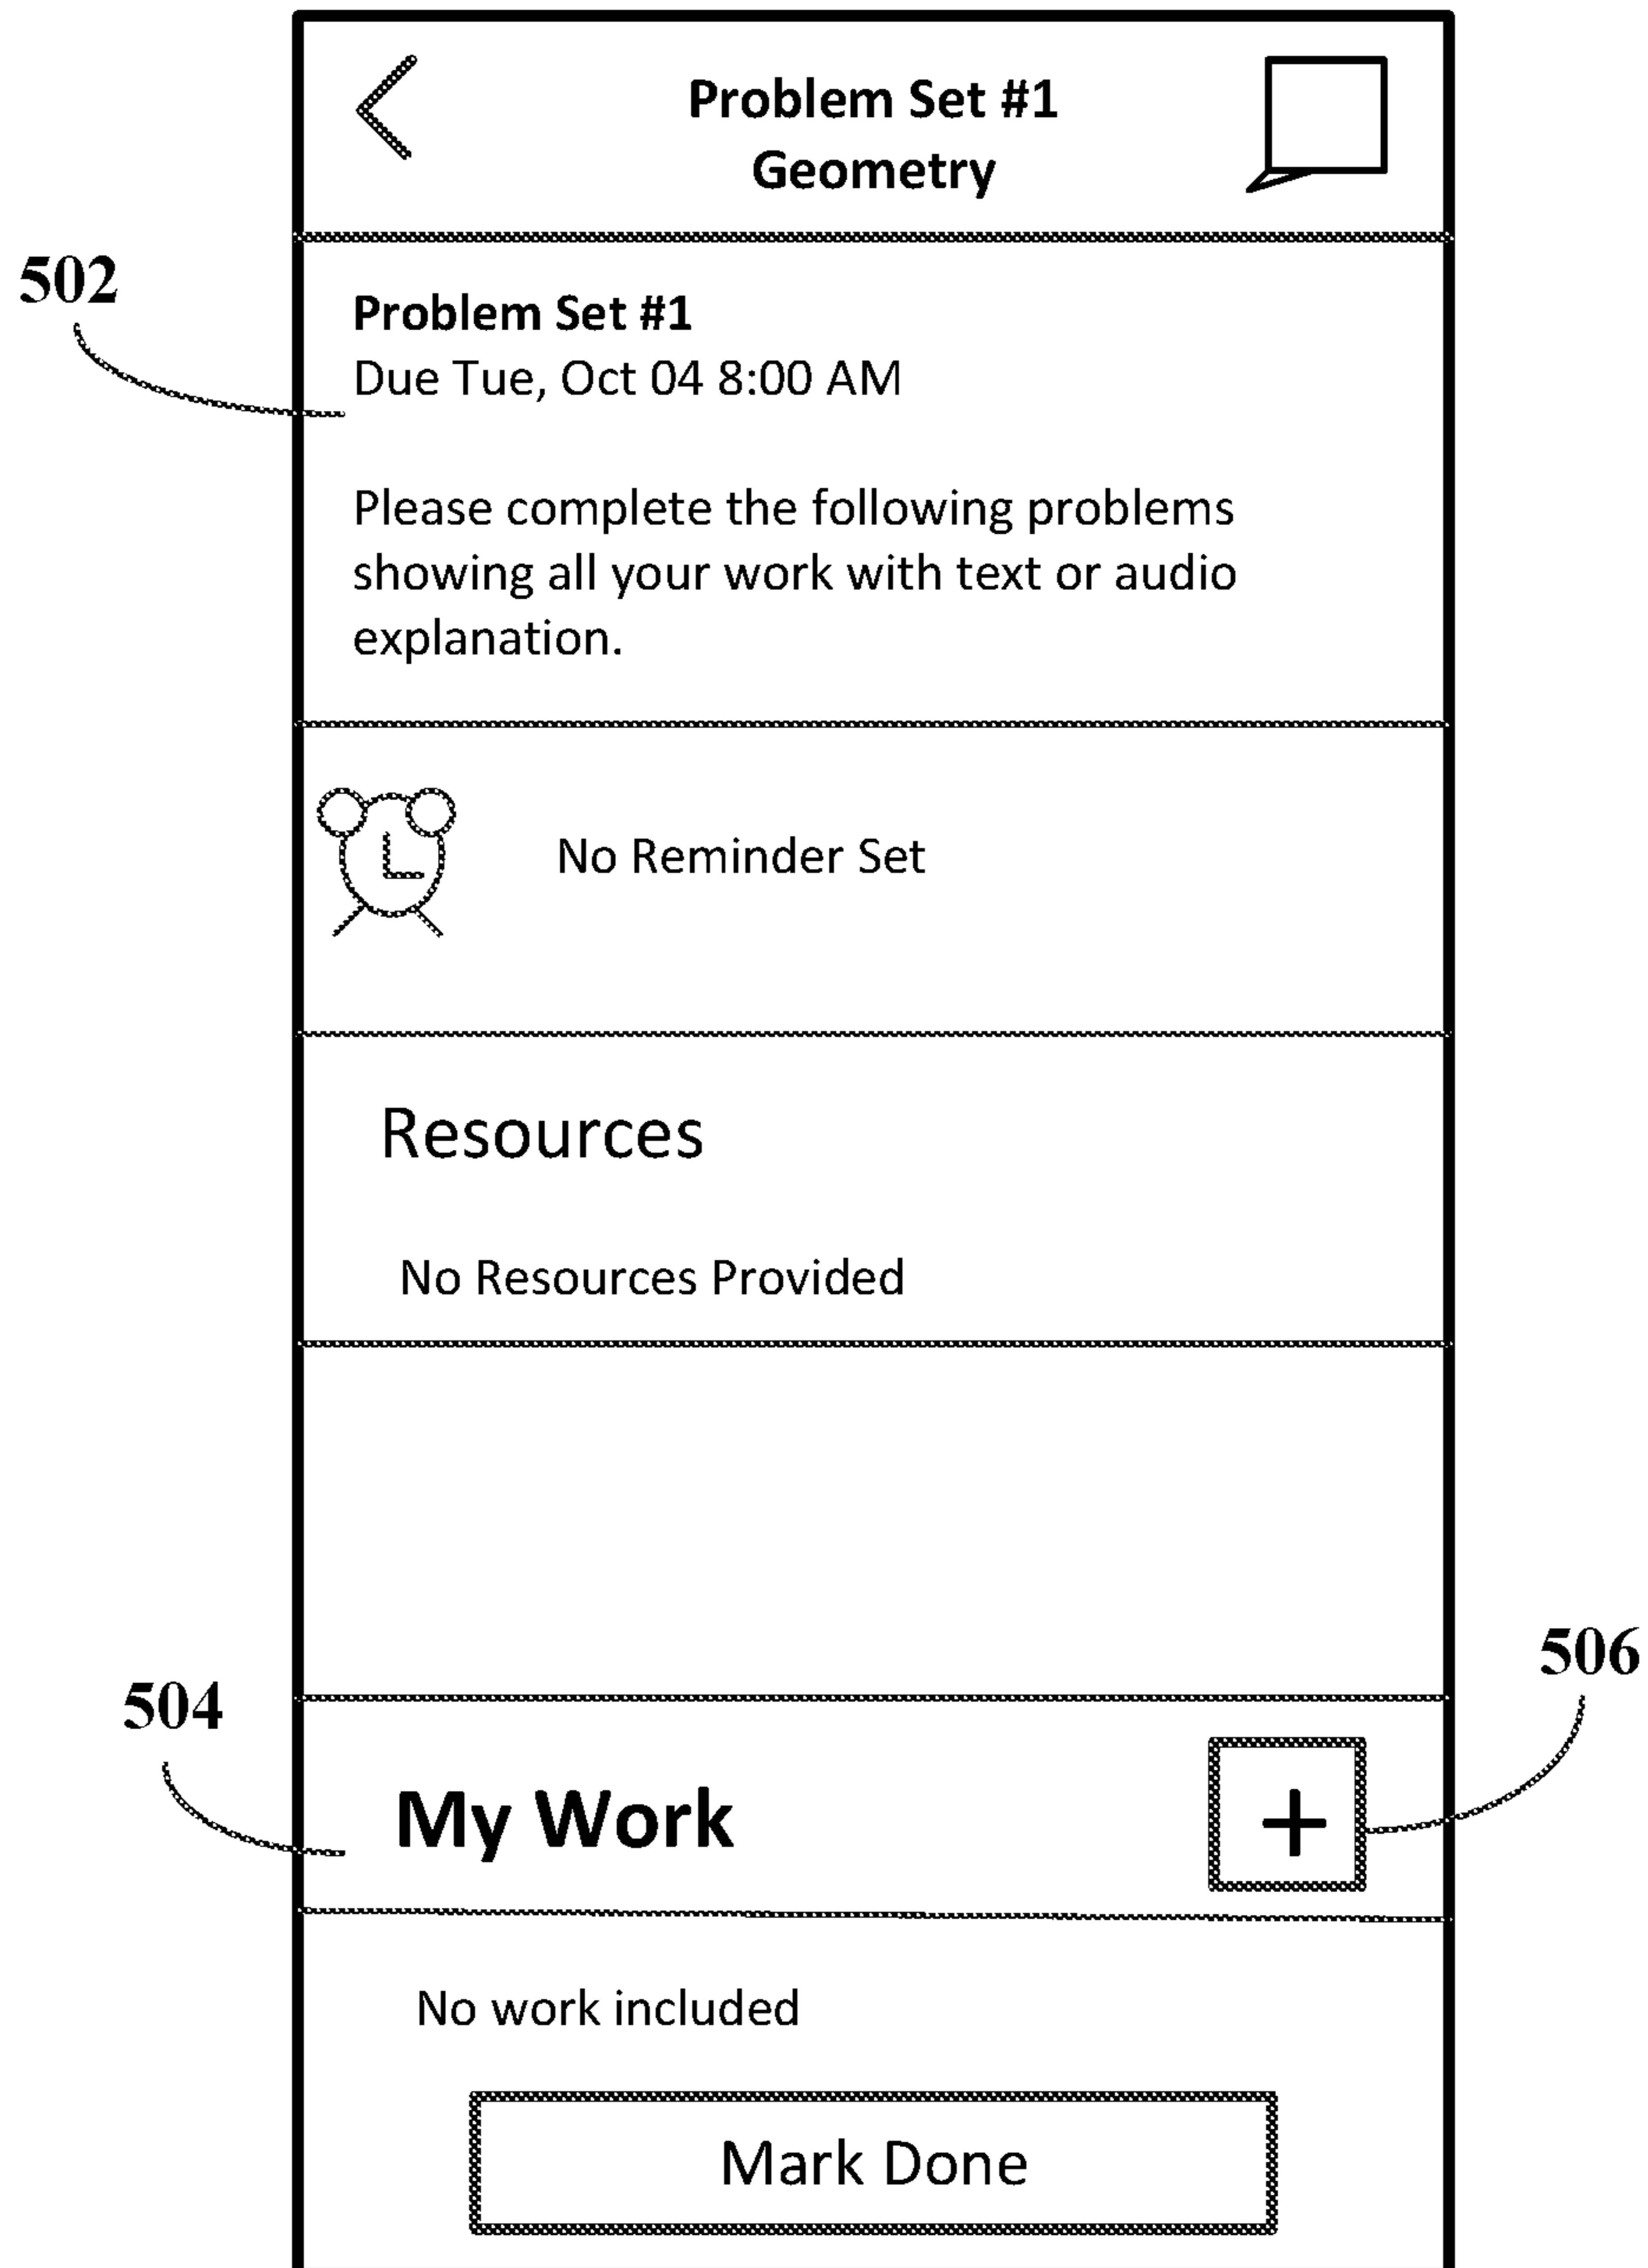 Problem Set #1
Geometry
502
Problem Set #1
Due Tue, Oct 04 8:00 AM
Please complete the following problems
showing all your work with text or audio
explanation.
No Reminder Set
Resources
No Resources Provided
506
504
My Work
+
No work included
Mark Done